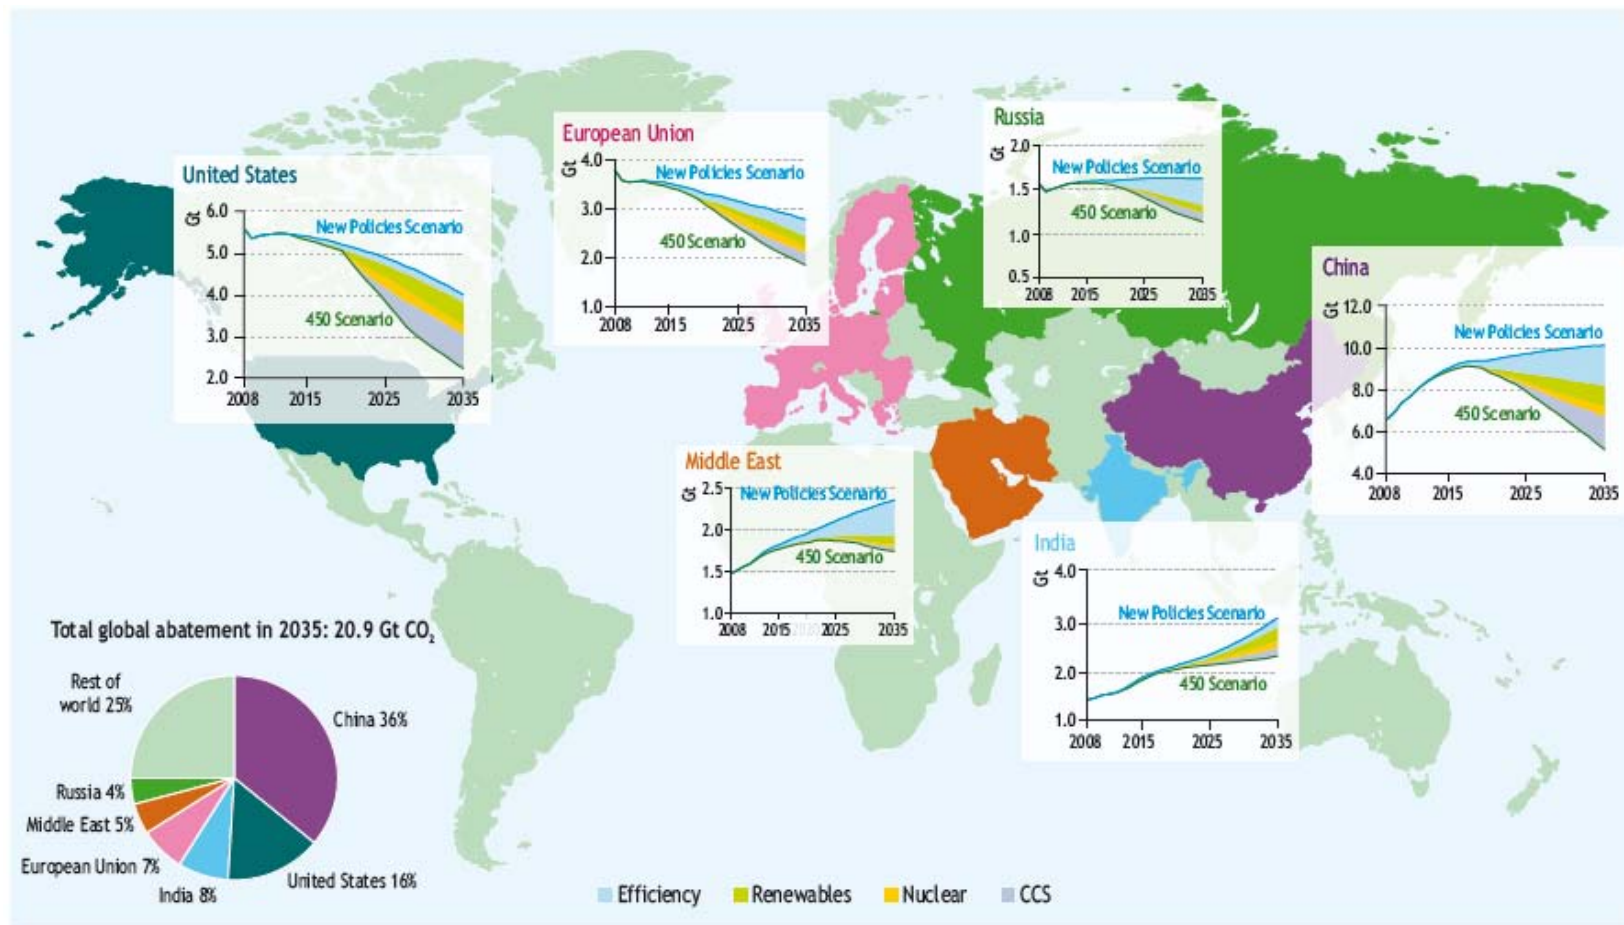 United States
Gt
6.0
5.0
4.0
3.0
2.0
New Policies Scenario
450 Scenario
2008 2015 2025 2035
European Union
Gt
4.0
3.0
2.0
1.0
New Policies Scenario
450 Scenario
2008 2015 2025 2035
Russia
Gt
2.0
1.5
1.0
0.5
New Policies Scenario
450 Scenario
2008 2015 2025 2035
China
Gt
12.0
10.0
8.0
6.0
4.0
New Policies Scenario
450 Scenario
2008 2015 2025 2035
Middle East
Gt
2.5
2.0
1.5
1.0
New Policies Scenario
450 Scenario
2008 2015 2020 2025 2035
India
Gt
4.0
3.0
2.0
1.0
New Policies Scenario
450 Scenario
2008 2015 2025 2035
Total global abatement in 2035: 20.9 Gt CO₂
Rest of
world 25%
China 36%
Russia 4%
Middle East 5%
European Union 7%
India 8%
United States 16%
Efficiency Renewables Nuclear CCS